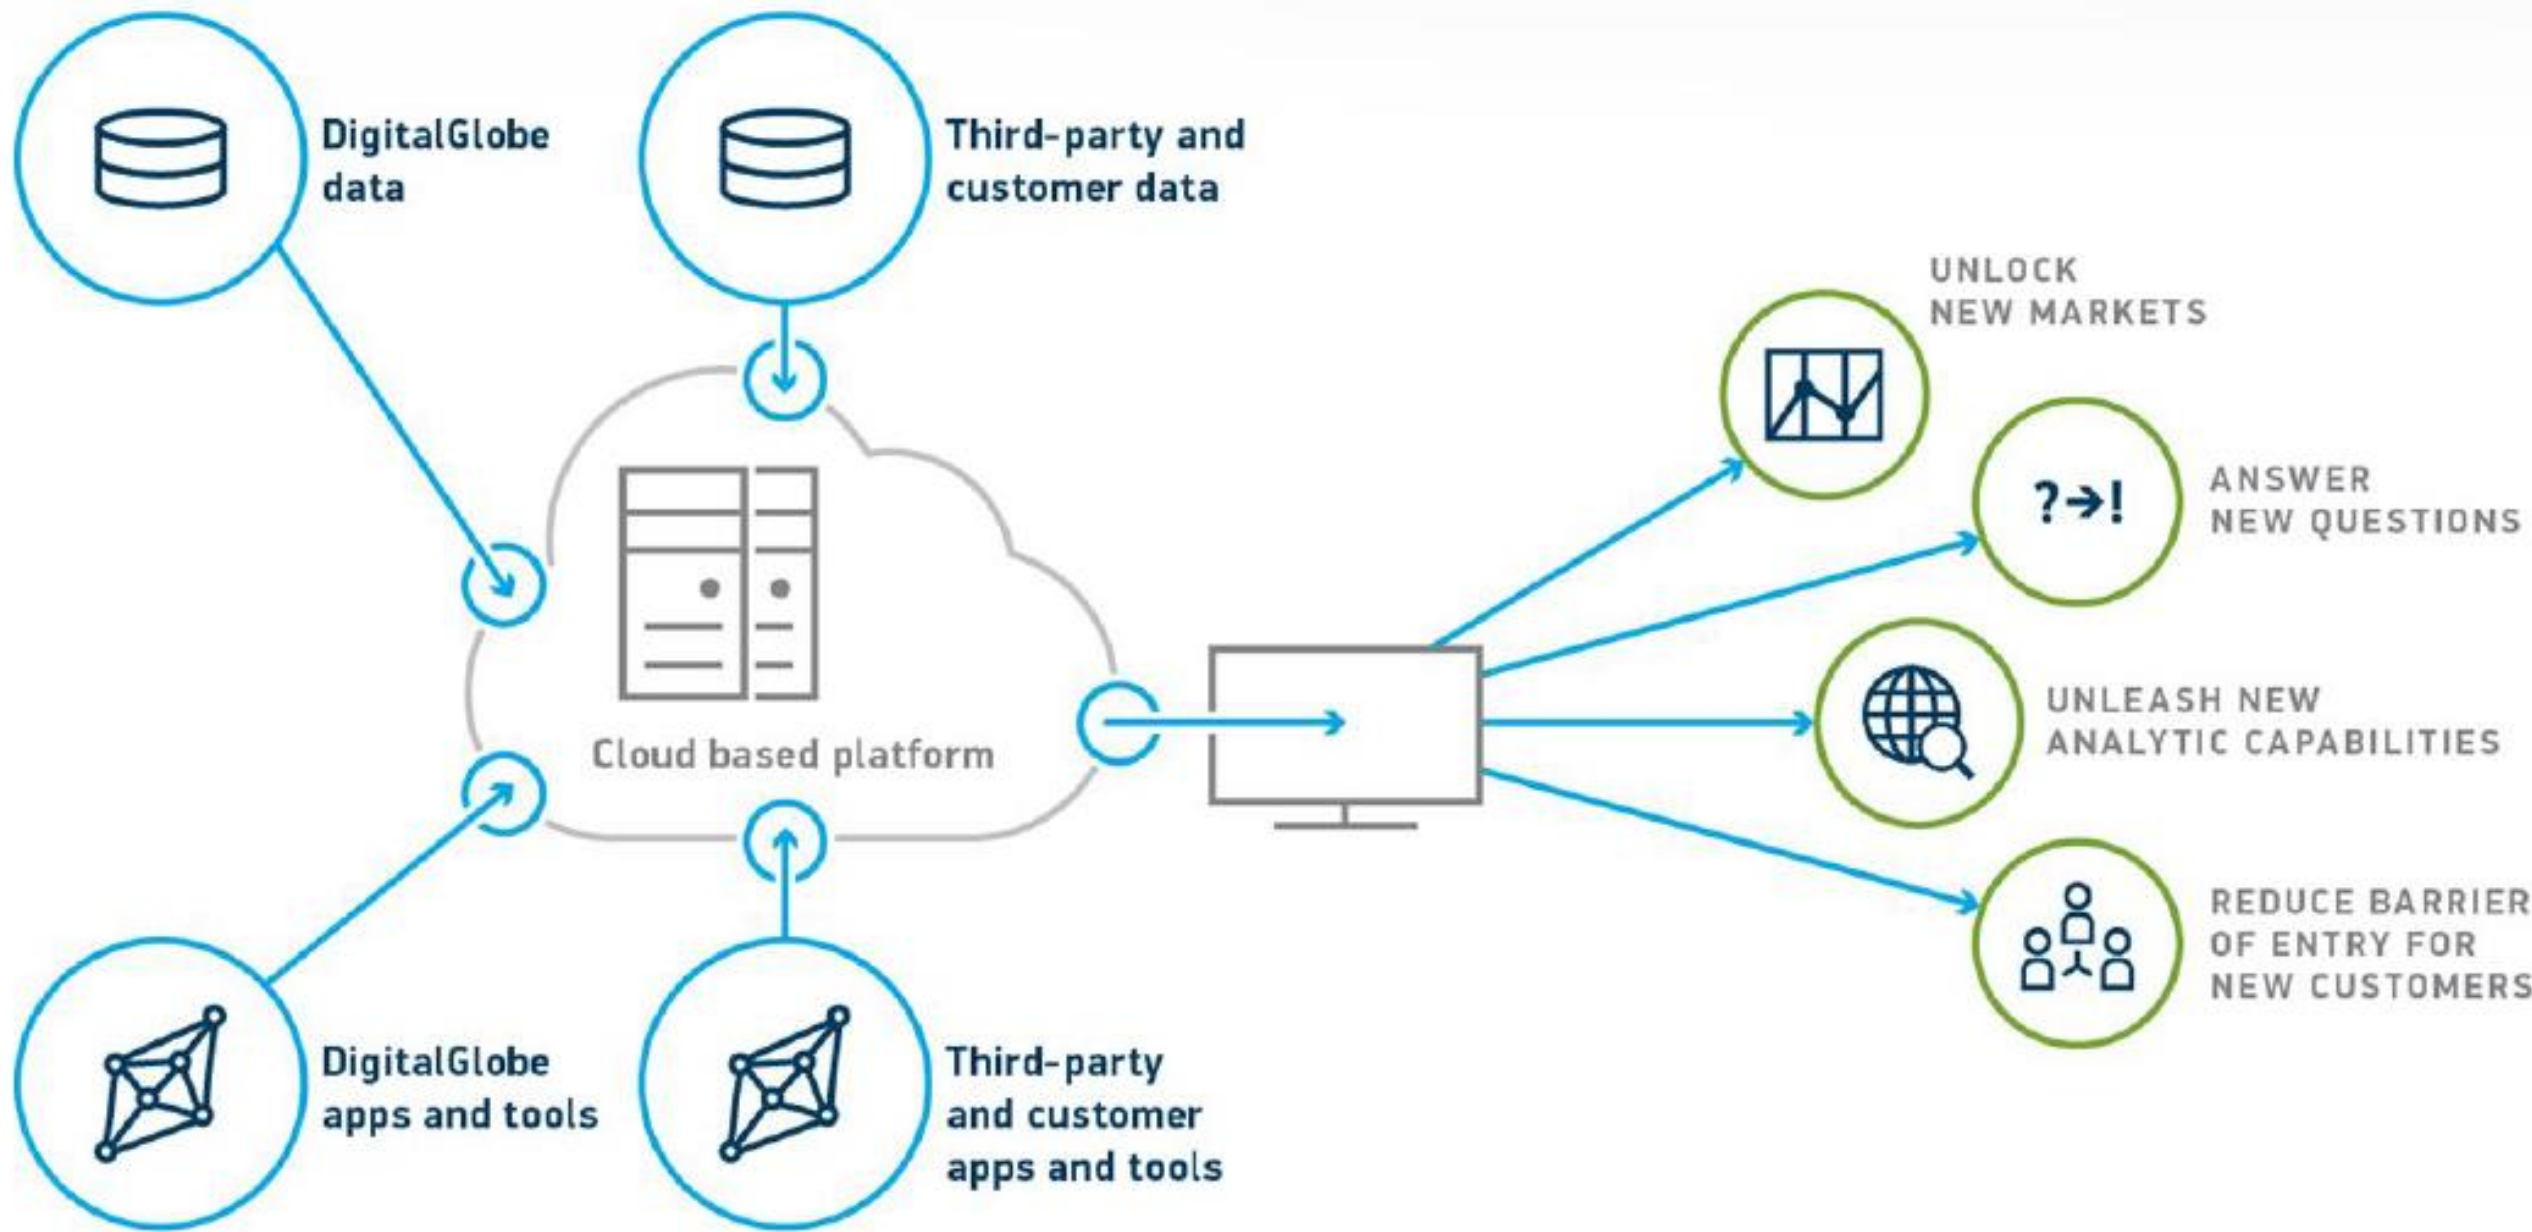 DigitalGlobe
data
Third-party and
customer data
UNLOCK
NEW MARKETS
?→!
ANSWER
NEW QUESTIONS
Cloud based platform
UNLEASH NEW
ANALYTIC CAPABILITIES
REDUCE BARRIER
OF ENTRY FOR
NEW CUSTOMERS
DigitalGlobe
apps and tools
Third-party
and customer
apps and tools